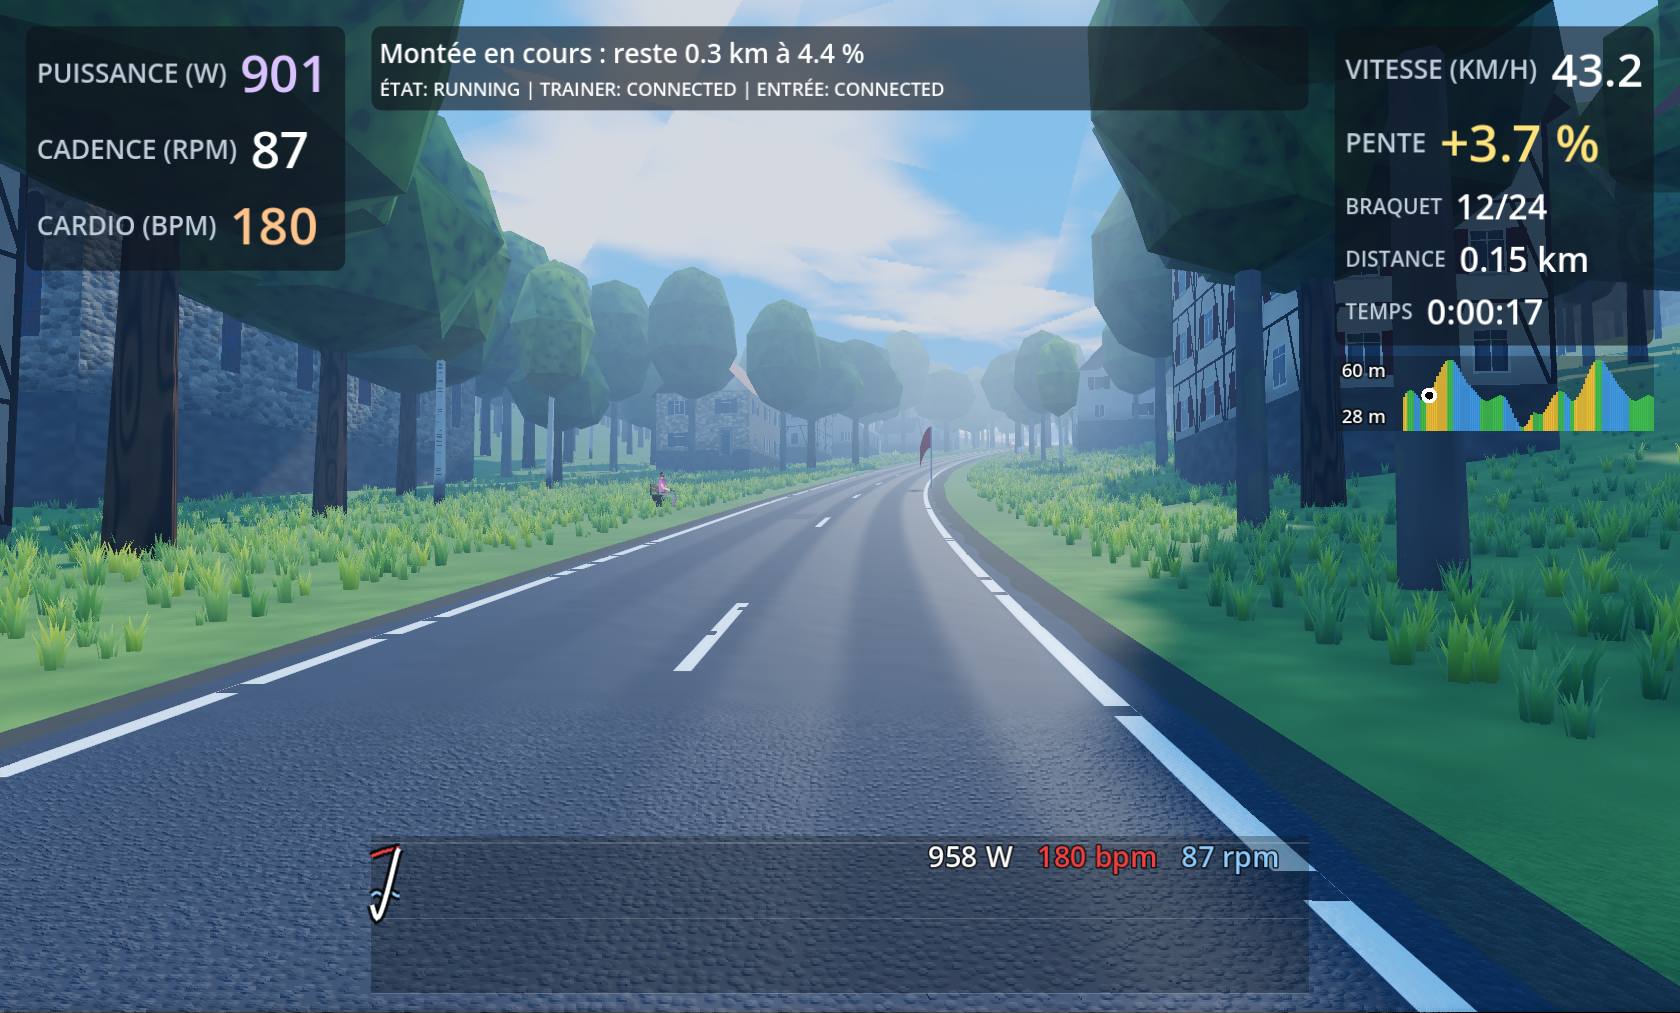 PUISSANCE (W) 901
CADENCE (RPM) 87
CARDIO (BPM) 180
Montée en cours : reste 0.3 km à 4.4 %
ÉTAT: RUNNING | TRAINER: CONNECTED | ENTRÉE: CONNECTED
VITESSE (KM/H) 43.2
PENTE +3.7 %
BRAQUET 12/24
DISTANCE 0.15 km
TEMPS 0:00:17
60 m
28 m
958 W 180 bpm 87 rpm